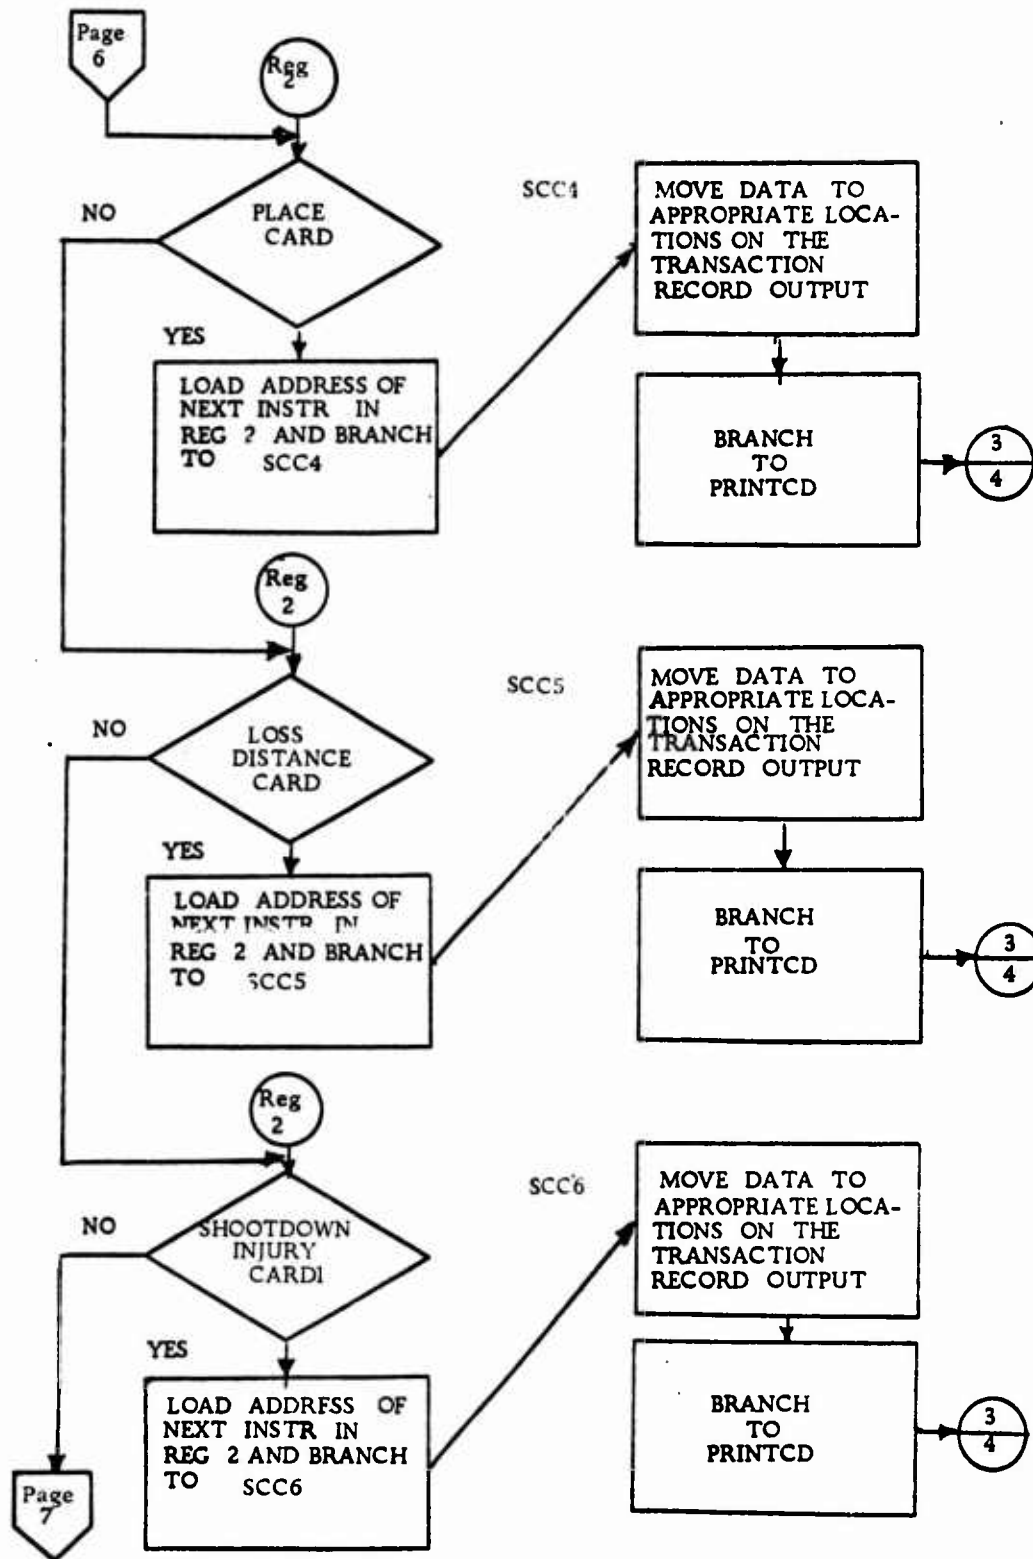 Page
6
Reg
2
NO
PLACE
CARD
YES
LOAD ADDRESS OF
NEXT INSTR IN
REG ? AND BRANCH
TO SCC4
SCC4
MOVE DATA TO
APPROPRIATE LOCA-
TIONS ON THE
TRANSACTION
RECORD OUTPUT
BRANCH
TO
PRINTCD
3
4
Reg
2
NO
LOSS
DISTANCE
CARD
YES
LOAD ADDRESS OF
NEXT INSTR IN
REG 2 AND BRANCH
TO SCC5
SCC5
MOVE DATA TO
APPROPRIATE LOCA-
TIONS ON THE
TRANSACTION
RECORD OUTPUT
BRANCH
TO
PRINTCD
3
4
Reg
2
NO
SHOOTDOWN
INJURY
CARD1
YES
LOAD ADDRESS OF
NEXT INSTR IN
REG 2 AND BRANCH
TO SCC6
SCC6
MOVE DATA TO
APPROPRIATE LOCA-
TIONS ON THE
TRANSACTION
RECORD OUTPUT
BRANCH
TO
PRINTCD
3
4
Page
7